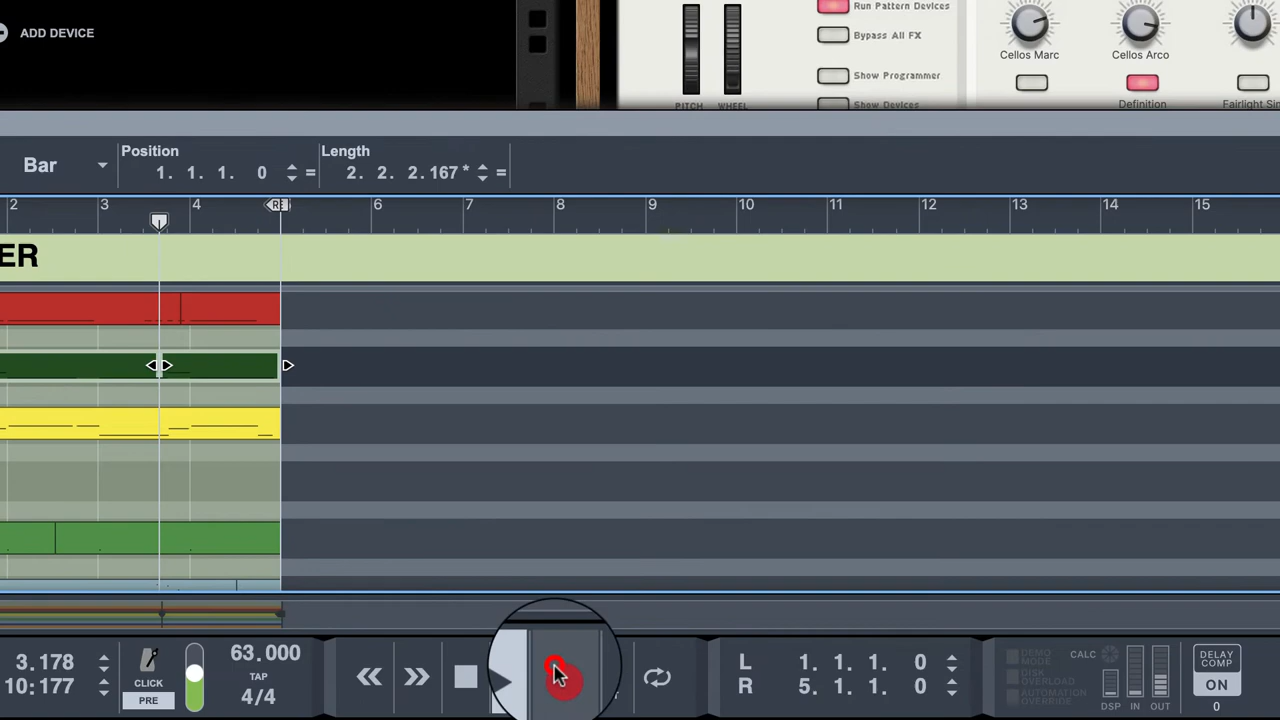 ADD DEVICE
Run Pattern Devices
Bypass All FX
Show Programmer
Show Devices
PITCH
WHEEL
Cellos Marc
Cellos Arco
Definition
Fairlight Sin
Bar
Position
1. 1. 1. 0
=
Length
2. 2. 2.167 *
=
2
3
4
RE
6
7
8
9
10
11
12
13
14
15
ER
3.178
10:177
CLICK
PRE
63.000
TAP
4/4
L 1. 1. 1. 0
R 5. 1. 1. 0
DEMO MODE
CALC
DISK OVERLOAD
AUTOMATION OVERRIDE
DSP
IN
OUT
DELAY COMP
ON
0